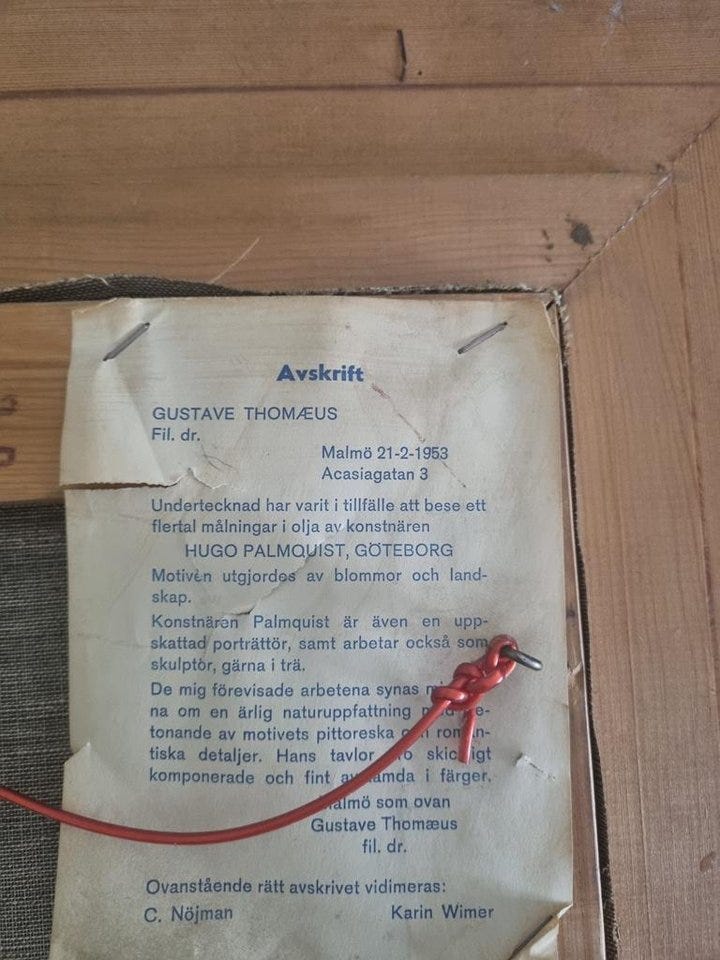 Avskrift
GUSTAVE THOMÆUS
Fil. dr.
Malmö 21-2-1953
Acasiagatan 3
Undertecknad har varit i tillfälle att bese ett
flertal målningar i olja av konstnären
HUGO PALMQUIST, GÖTEBORG
Motiven utgjordes av blommor och land-
skap.
Konstnären Palmquist är även en upp-
skattad porträttör, samt arbetar också som
skulptör, gärna i trä.
De mig förevisade arbetena synas
na om en ärlig naturuppfattning
tonande av motivets pittoreska och roman-
tiska detaljer. Hans tavlor
komponerade och fint avstämda i färger.
Malmö som ovan
Gustave Thomæus
fil. dr.
Ovanstående rätt avskrivet vidimeras:
C. Nöjman Karin Wimer